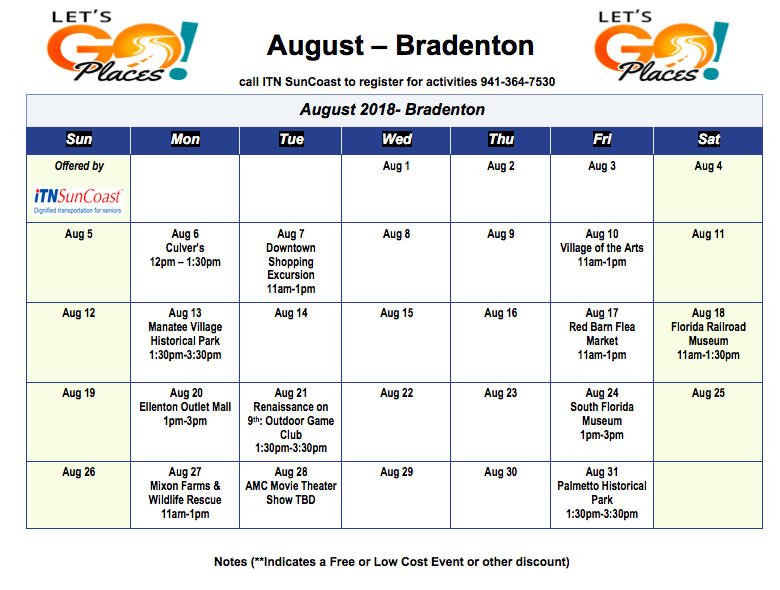 LET'S
GO!
Places!
August – Bradenton
LET'S
GO!
Places!
call ITN SunCoast to register for activities 941-364-7530
August 2018- Bradenton
Sun Mon Tue Wed Thu Fri Sat
Offered by
iTNSunCoast™
Dignified transportation for seniors
Aug 1
Aug 2
Aug 3
Aug 4
Aug 5
Aug 6
Culver's
12pm – 1:30pm
Aug 7
Downtown
Shopping
Excursion
11am-1pm
Aug 8
Aug 9
Aug 10
Village of the Arts
11am-1pm
Aug 11
Aug 12
Aug 13
Manatee Village
Historical Park
1:30pm-3:30pm
Aug 14
Aug 15
Aug 16
Aug 17
Red Barn Flea
Market
11am-1pm
Aug 18
Florida Railroad
Museum
11am-1:30pm
Aug 19
Aug 20
Ellenton Outlet Mall
1pm-3pm
Aug 21
Renaissance on
9th: Outdoor Game
Club
1:30pm-3:30pm
Aug 22
Aug 23
Aug 24
South Florida
Museum
1pm-3pm
Aug 25
Aug 26
Aug 27
Mixon Farms &
Wildlife Rescue
11am-1pm
Aug 28
AMC Movie Theater
Show TBD
Aug 29
Aug 30
Aug 31
Palmetto Historical
Park
1:30pm-3:30pm
Notes (**Indicates a Free or Low Cost Event or other discount)